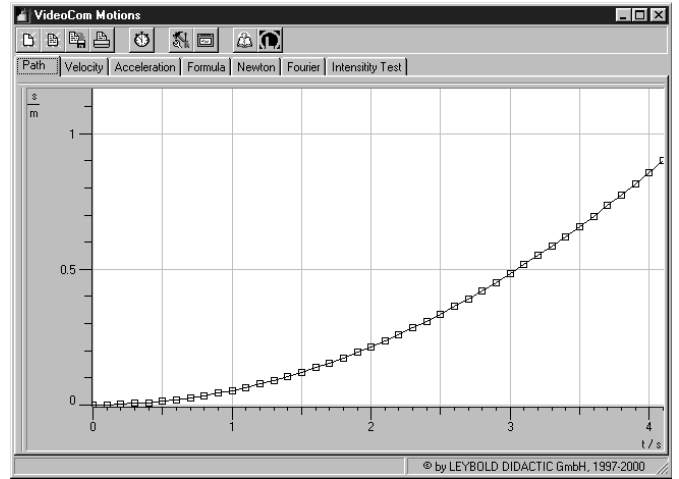 VideoCom Motions
Path Velocity Acceleration Formula Newton Fourier Intensitity Test
s
m
1
0.5
0
0 1 2 3 4
t / s
© by LEYBOLD DIDACTIC GmbH, 1997-2000